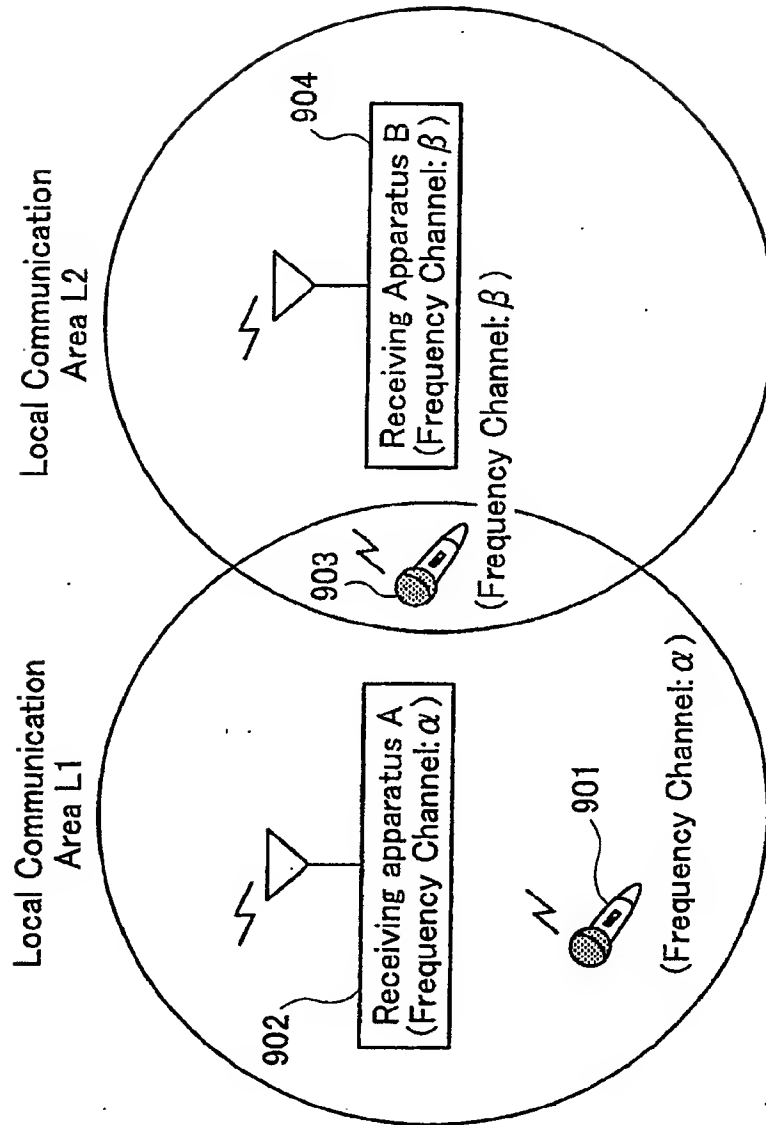 Local Communication
Area L1
Local Communication
Area L2
902
Receiving apparatus A
(Frequency Channel: α)
901
(Frequency Channel: α)
903
(Frequency Channel: β)
904
Receiving Apparatus B
(Frequency Channel: β)